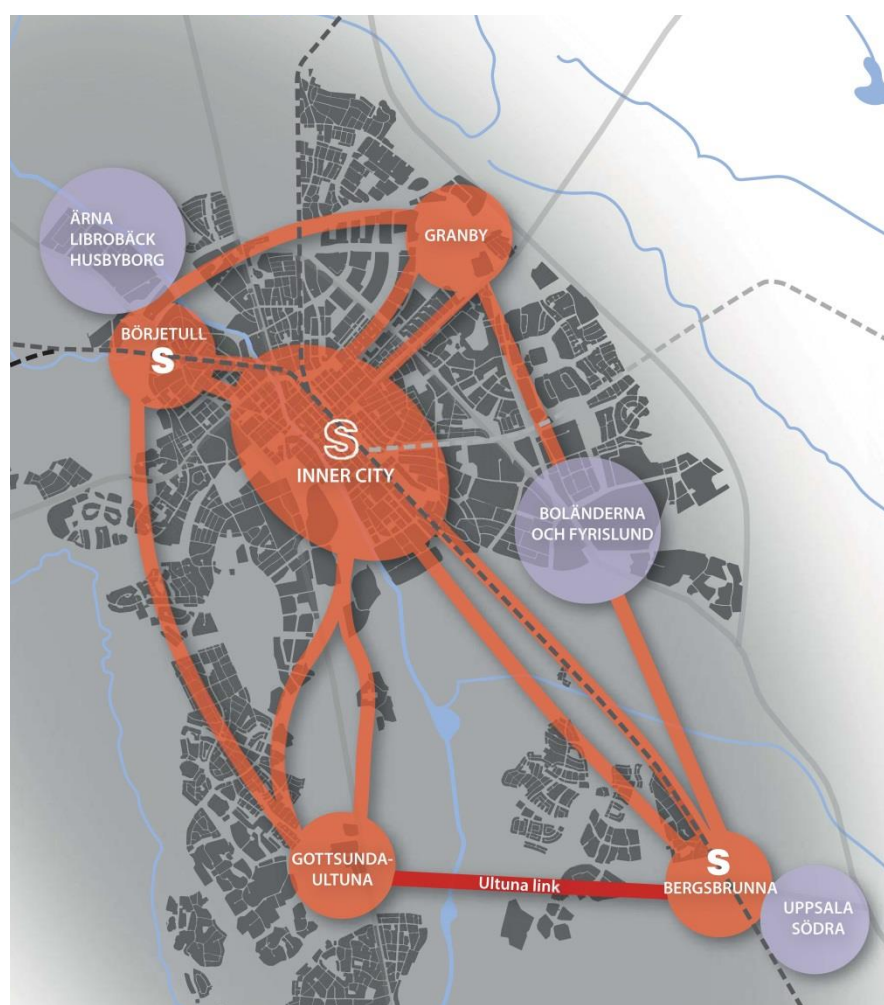 ÄRNA
LIBROBÄCK
HUSBYBORG
GRANBY
BÖRJETULL
S
S
INNER CITY
BOLÄNDERNA
OCH FYRISLUND
GOTTSUNDA-
ULTUNA
Ultuna link
S
BERGSBRUNNA
UPPSALA
SÖDRA